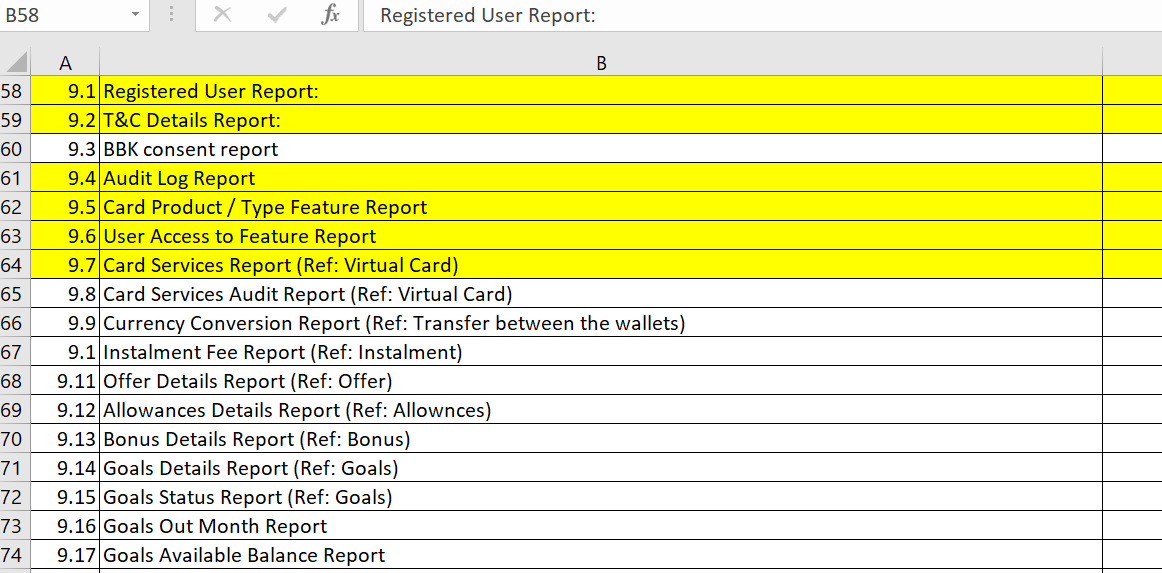 B58 fx Registered User Report:
A B
58 9.1 Registered User Report:
59 9.2 T&C Details Report:
60 9.3 BBK consent report
61 9.4 Audit Log Report
62 9.5 Card Product / Type Feature Report
63 9.6 User Access to Feature Report
64 9.7 Card Services Report (Ref: Virtual Card)
65 9.8 Card Services Audit Report (Ref: Virtual Card)
66 9.9 Currency Conversion Report (Ref: Transfer between the wallets)
67 9.1 Instalment Fee Report (Ref: Instalment)
68 9.11 Offer Details Report (Ref: Offer)
69 9.12 Allowances Details Report (Ref: Allownces)
70 9.13 Bonus Details Report (Ref: Bonus)
71 9.14 Goals Details Report (Ref: Goals)
72 9.15 Goals Status Report (Ref: Goals)
73 9.16 Goals Out Month Report
74 9.17 Goals Available Balance Report